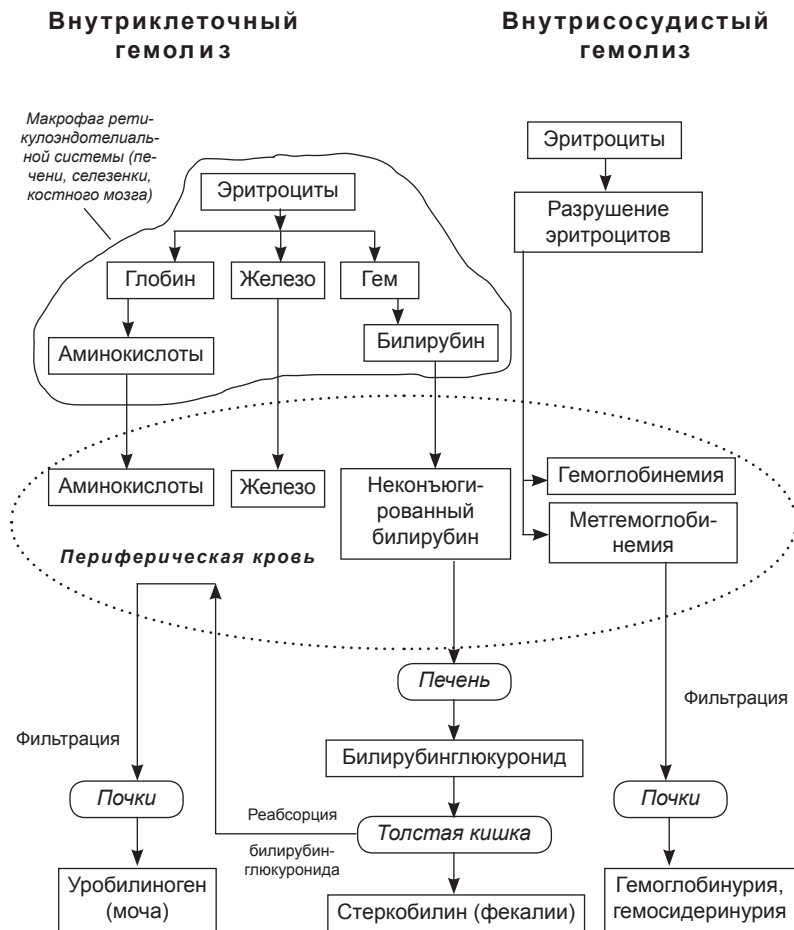 Внутриклеточный
гемолиз
Внутрисосудистый
гемолиз
Макрофаг рети-
кулоэндотелиаль-
ной системы (пе-
чени, селезенки,
костного мозга)
Эритроциты
Глобин
Железо
Гем
Аминокислоты
Билирубин
Эритроциты
Разрушение
эритроцитов
Аминокислоты
Железо
Неконъюги-
рованный
билирубин
Гемоглобинемия
Метгемоглоби-
немия
Периферическая кровь
Печень
Фильтрация
Фильтрация
Билирубинглюкуронид
Почки
Реабсорция
билирубин-
глюкуронида
Толстая кишка
Почки
Уробилиноген
(моча)
Стеркобилин (фекалии)
Гемоглобинурия,
гемосидеринурия